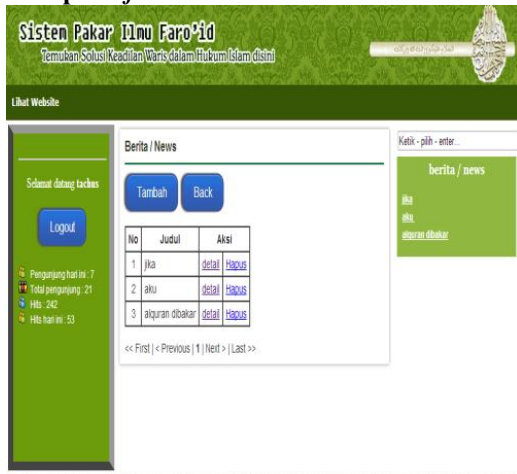 Sistem Pakar Ilmu Faro'id
Temukan Solusi Keadilan Waris dalam Hukum Islam disini
Lihat Website
Selamat datang tachus
Logout
Pengunjung hari ini : 7
Total pengunjung : 21
Hits : 242
Hits hari ini : 53
Berita / News
Tambah Back
No Judul Aksi
1 jika detail Hapus
2 aku detail Hapus
3 alquran dibakar detail Hapus
<< First | < Previous | 1 | Next > | Last >>
Ketik - pilih - enter...
berita / news
jika
aku
alquran dibakar